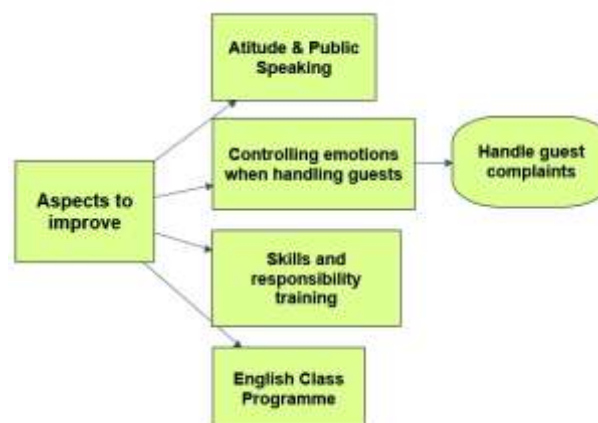 Atitude & Public
Speaking
Controlling emotions
when handling guests
Handle guest
complaints
Aspects to
improve
Skills and
responsibility
training
English Class
Programme